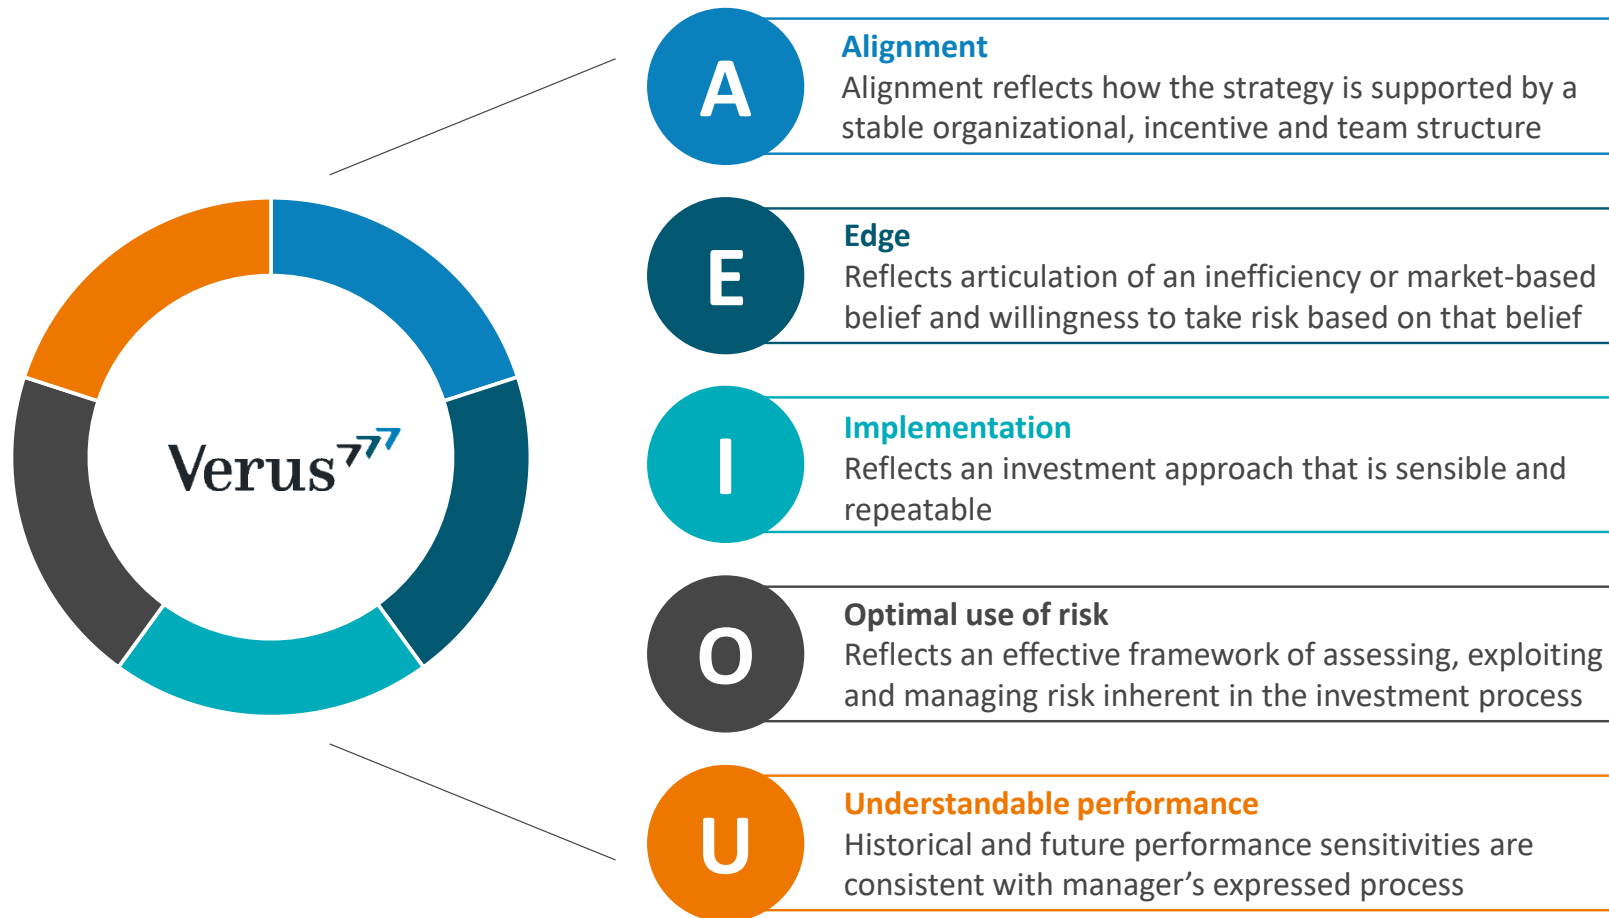 Verus
A
Alignment
Alignment reflects how the strategy is supported by a
stable organizational, incentive and team structure
E
Edge
Reflects articulation of an inefficiency or market-based
belief and willingness to take risk based on that belief
I
Implementation
Reflects an investment approach that is sensible and
repeatable
O
Optimal use of risk
Reflects an effective framework of assessing, exploiting
and managing risk inherent in the investment process
U
Understandable performance
Historical and future performance sensitivities are
consistent with manager’s expressed process